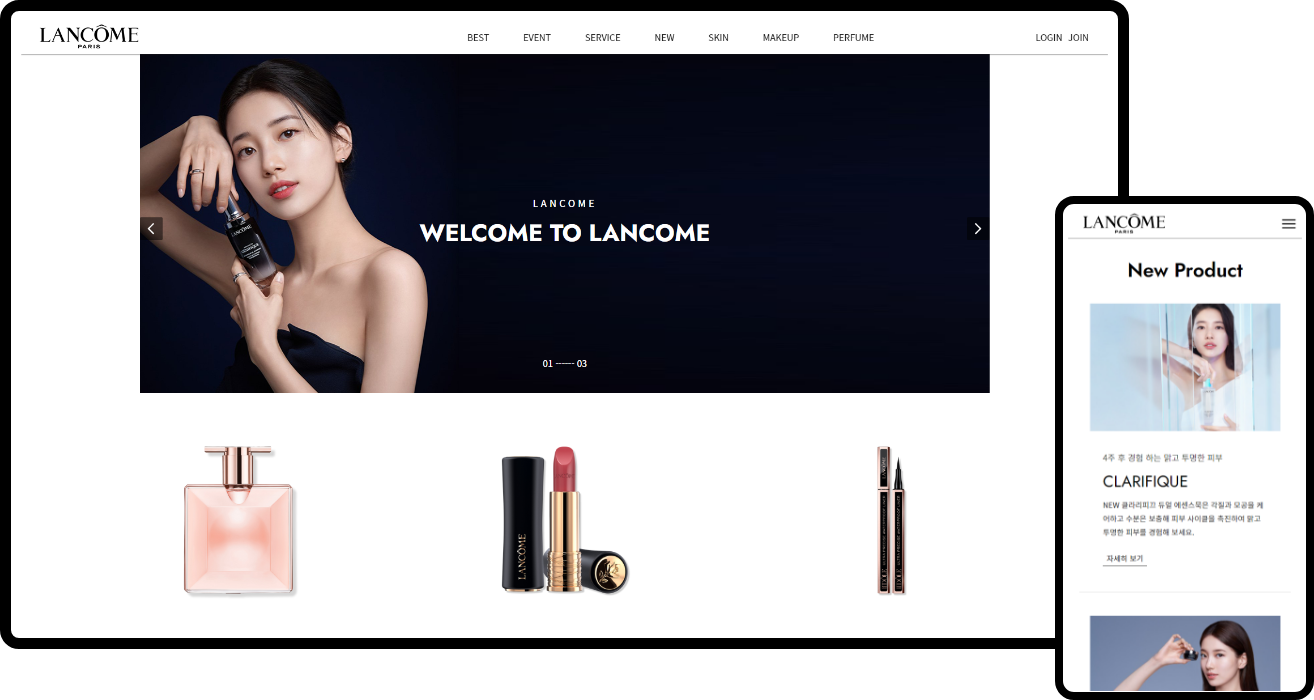 LANCÔME
PARIS
BEST EVENT SERVICE NEW SKIN MAKEUP PERFUME
LOGIN JOIN
LANCOME
WELCOME TO LANCOME
01 03
LANCÔME
LANCÔME
LANCÔME
PARIS
New Product
4주 후 경험 하는 맑고 투명한 피부
CLARIFIQUE
NEW 클라리피끄 듀얼 에센스묵은 각질과 모공을 케
어하고 수분은 보충해 피부 사이클을 촉진하여 맑고
투명한 피부를 경험해 보세요.
자세히 보기